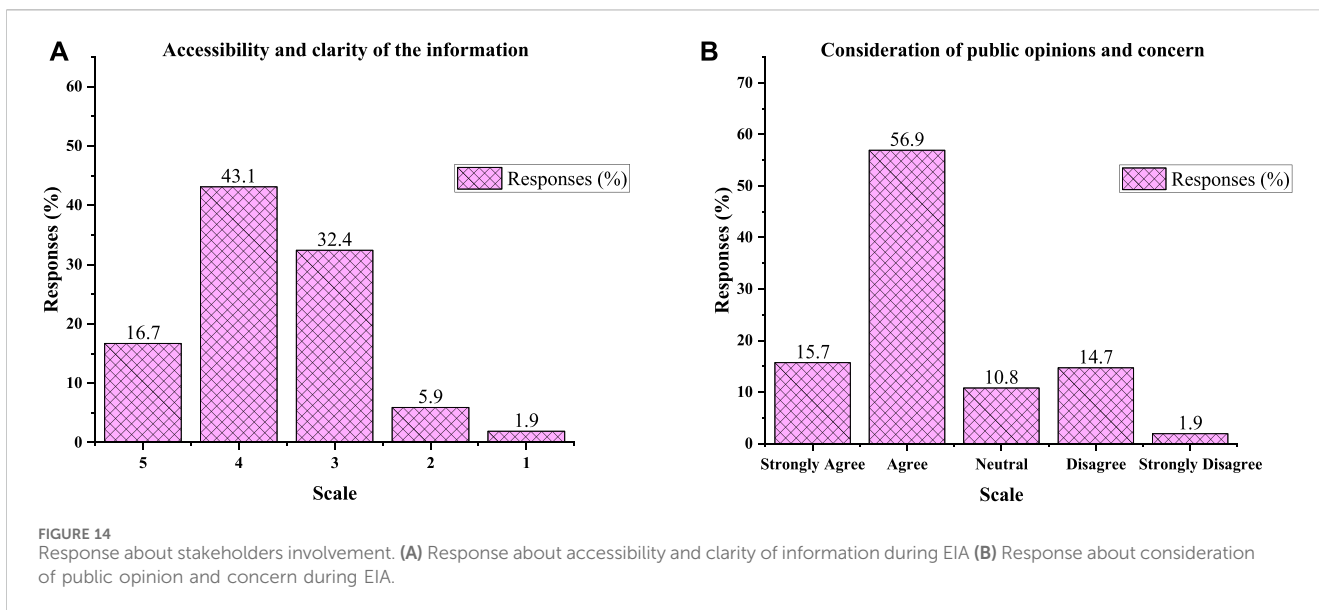 A
Accessibility and clarity of the information
60
50
40
30
20
10
0
Responses (%)
16.7
43.1
32.4
5.9
1.9
Responses (%)
5
4
3
2
1
Scale
B
Consideration of public opinions and concern
70
60
50
40
30
20
10
0
Responses (%)
15.7
56.9
10.8
14.7
1.9
Responses (%)
Strongly Agree
Agree
Neutral
Disagree
Strongly Disagree
Scale
FIGURE 14
Response about stakeholders involvement. (A) Response about accessibility and clarity of information during EIA (B) Response about consideration
of public opinion and concern during EIA.